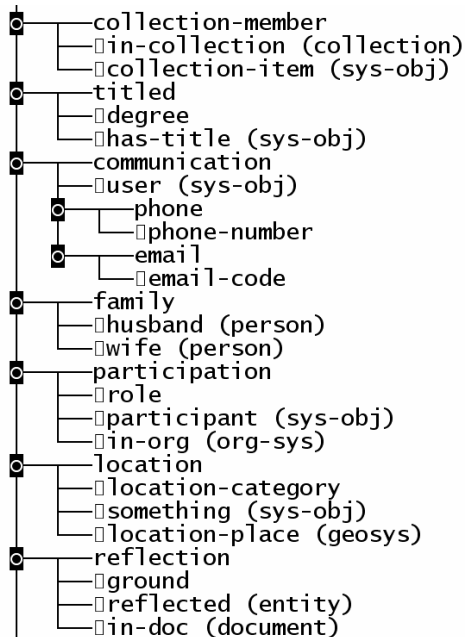 collection-member
in-collection (collection)
collection-item (sys-obj)
titled
degree
has-title (sys-obj)
communication
user (sys-obj)
phone
phone-number
email
email-code
family
husband (person)
wife (person)
participation
role
participant (sys-obj)
in-org (org-sys)
location
location-category
something (sys-obj)
location-place (geosys)
reflection
ground
reflected (entity)
in-doc (document)